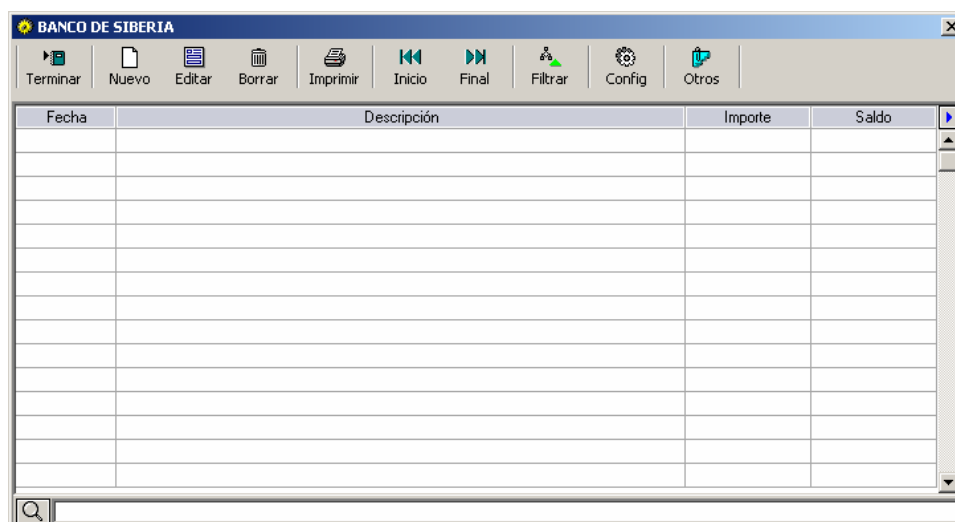 BANCO DE SIBERIA
Terminar Nuevo Editar Borrar Imprimir Inicio Final Filtrar Config Otros
Fecha Descripción Importe Saldo